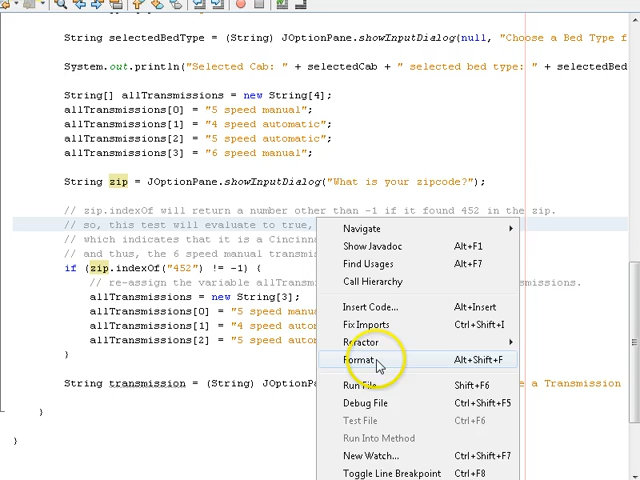 String selectedBedType = (String) JOptionPane.showInputDialog(null, "Choose a Bed Type f
System.out.println("Selected Cab: " + selectedCab + " selected bed type: " + selectedBed
String[] allTransmissions = new String[4];
allTransmissions[0] = "5 speed manual";
allTransmissions[1] = "4 speed automatic";
allTransmissions[2] = "5 speed automatic";
allTransmissions[3] = "6 speed manual";
String zip = JOptionPane.showInputDialog("What is your zipcode?");
// zip.indexOf will return a number other than -1 if it found 452 in the zip.
// so, this test will evaluate to true,
// which indicates that it is a Cincinna
// and thus, the 6 speed manual transmis
if (zip.indexOf("452") != -1) {
// re-assign the variable allTransm
missions.
allTransmissions = new String[3];
allTransmissions[0] = "5 speed manua
allTransmissions[1] = "4 speed autom
allTransmissions[2] = "5 speed autom
}
String transmission = (String) JOption
e a Transmission
}
}
Navigate
Show Javadoc Alt+F1
Find Usages Alt+F7
Call Hierarchy
Insert Code... Alt+Insert
Fix Imports Ctrl+Shift+I
Refactor
Format Alt+Shift+F
Run File Shift+F6
Debug File Ctrl+Shift+F5
Test File Ctrl+F6
Run Into Method
New Watch... Ctrl+Shift+F7
Toggle Line Breakpoint Ctrl+F8